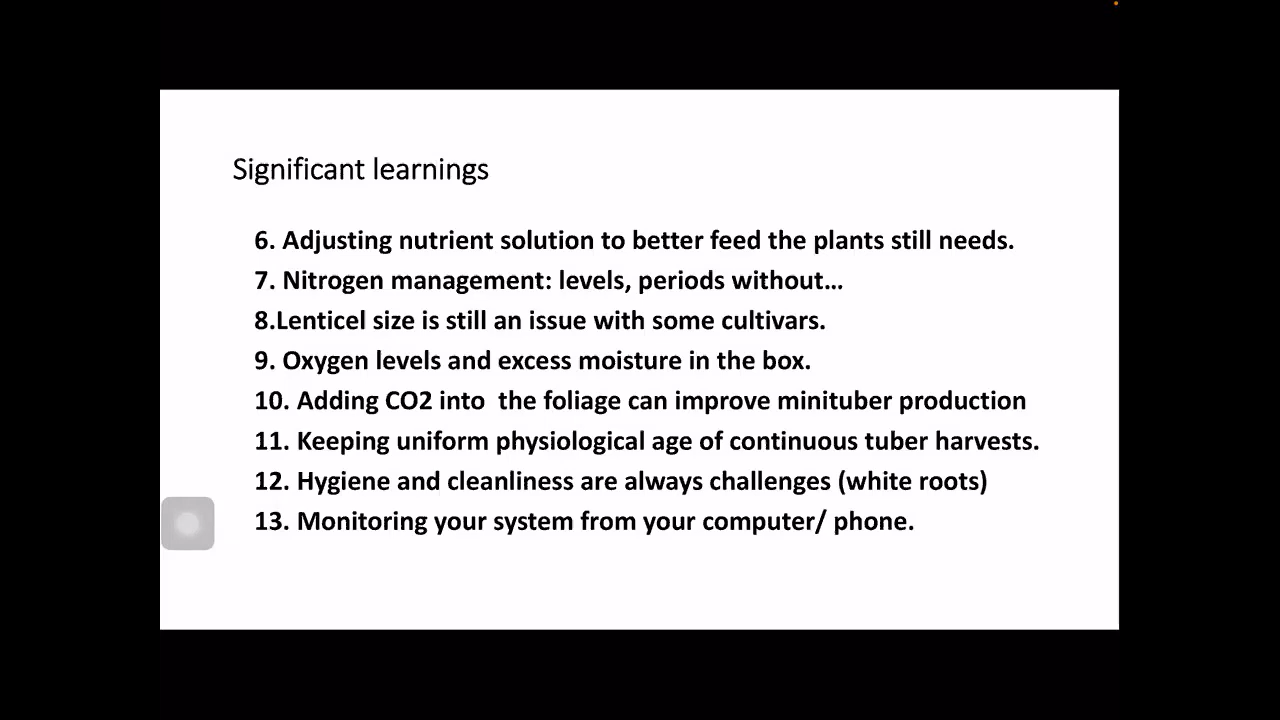 Significant learnings
6. Adjusting nutrient solution to better feed the plants still needs.
7. Nitrogen management: levels, periods without...
8.Lenticel size is still an issue with some cultivars.
9. Oxygen levels and excess moisture in the box.
10. Adding CO2 into  the foliage can improve minituber production
11. Keeping uniform physiological age of continuous tuber harvests.
12. Hygiene and cleanliness are always challenges (white roots)
13. Monitoring your system from your computer/ phone.